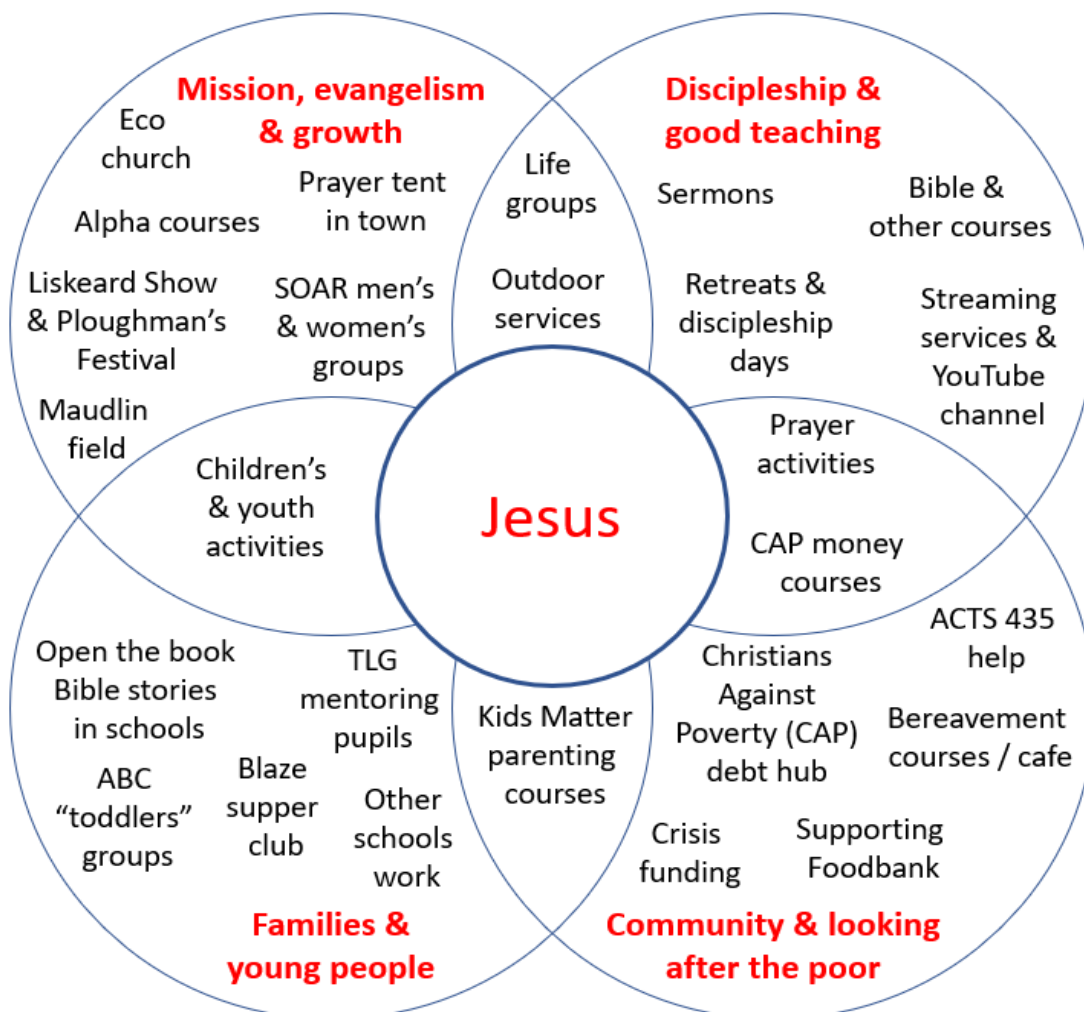 Mission, evangelism
& growth
Eco
church
Prayer tent
in town
Alpha courses
Liskeard Show
& Ploughman’s
Festival
SOAR men’s
& women’s
groups
Maudlin
field
Life
groups
Outdoor
services
Discipleship &
good teaching
Sermons
Bible &
other courses
Retreats &
discipleship
days
Streaming
services &
YouTube
channel
Children’s
& youth
activities
Jesus
Prayer
activities
CAP money
courses
Open the book
Bible stories
in schools
TLG
mentoring
pupils
ABC
“toddlers”
groups
Blaze
supper
club
Other
schools
work
Families &
young people
Kids Matter
parenting
courses
Christians
Against
Poverty (CAP)
debt hub
ACTS 435
help
Bereavement
courses / cafe
Crisis
funding
Supporting
Foodbank
Community & looking
after the poor